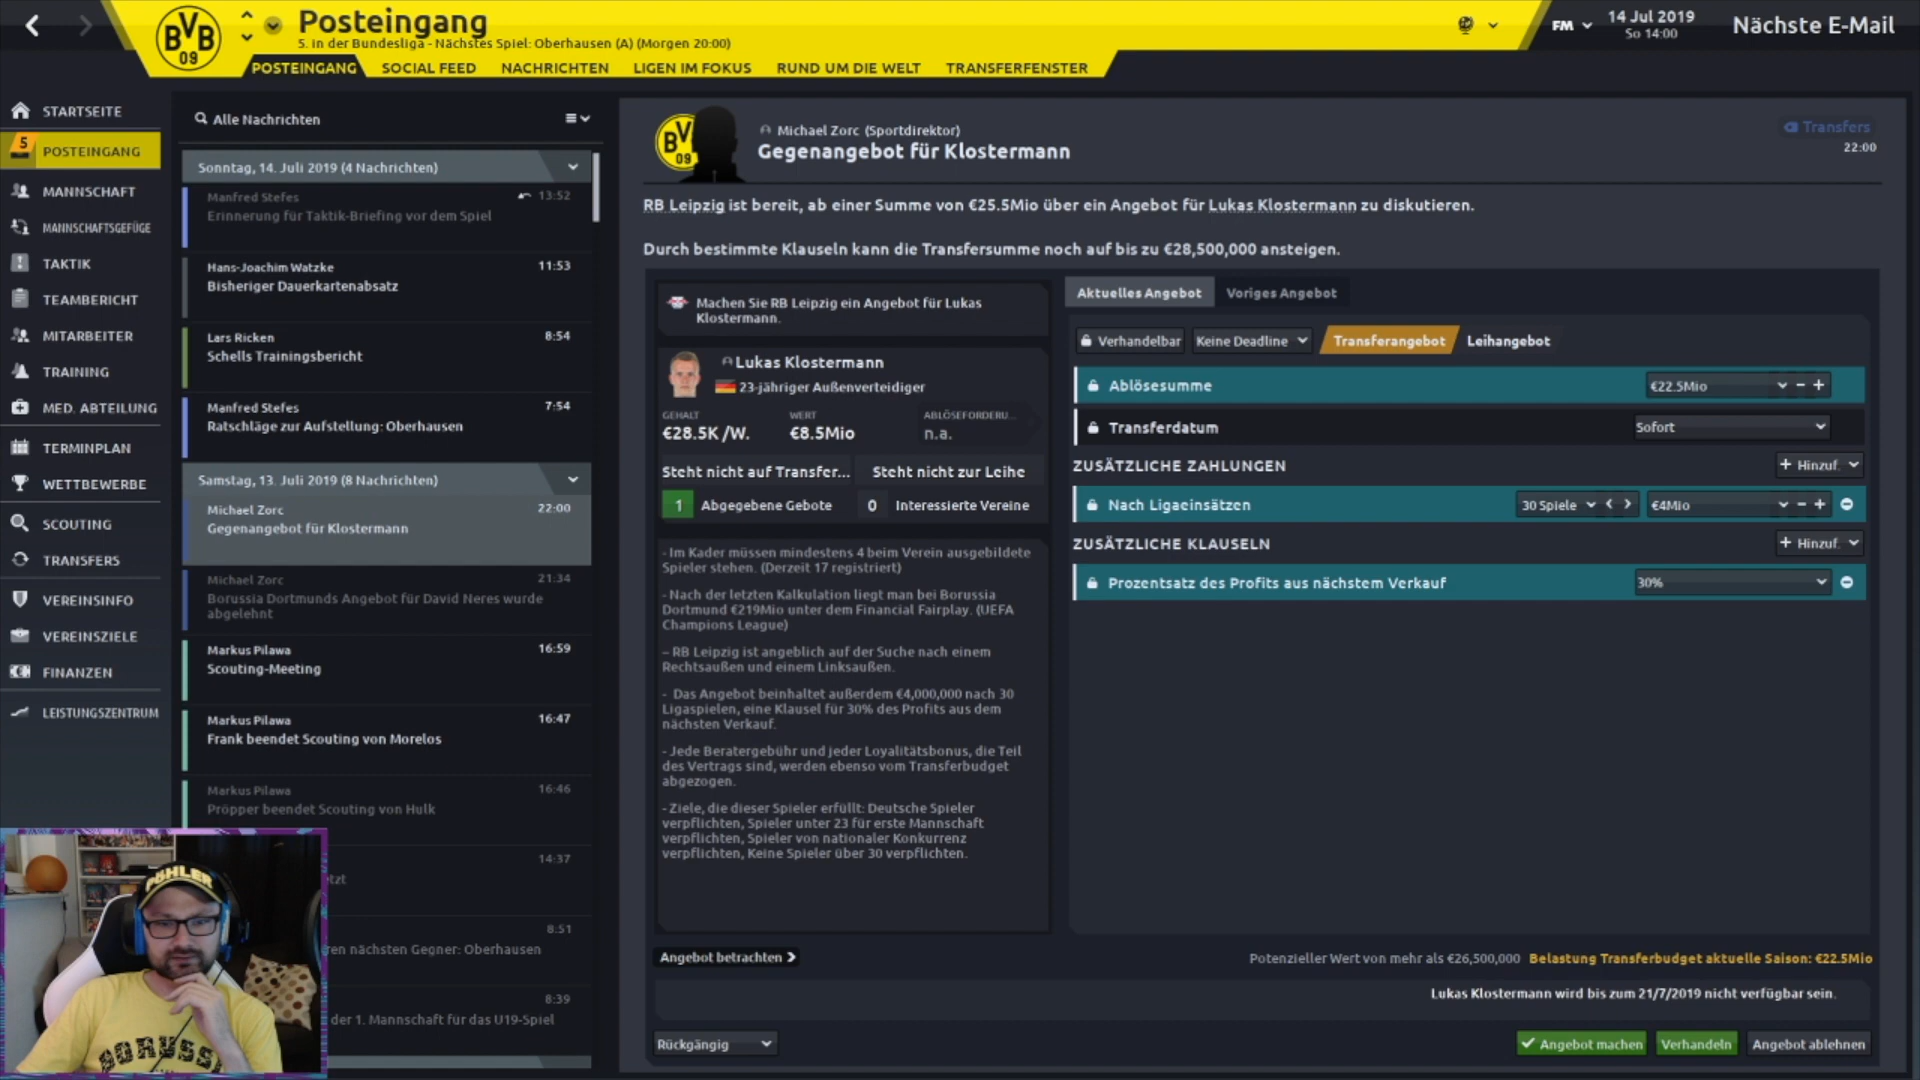 BVB
09
Posteingang
5. in der Bundesliga - Nächstes Spiel: Oberhausen (A) (Morgen 20:00)
FM
14 Jul 2019
So 14:00
Nächste E-Mail
POSTEINGANG
SOCIAL FEED
NACHRICHTEN
LIGEN IM FOKUS
RUND UM DIE WELT
TRANSFERFENSTER
STARTSEITE
5
POSTEINGANG
MANNSCHAFT
MANNSCHAFTSGEFÜGE
TAKTIK
TEAMBERICHT
MITARBEITER
TRAINING
MED. ABTEILUNG
TERMINPLAN
WETTBEWERBE
SCOUTING
TRANSFERS
VEREINSINFO
VEREINSZIELE
FINANZEN
LEISTUNGSZENTRUM
Alle Nachrichten
Sonntag, 14. Juli 2019 (4 Nachrichten)
Manfred Stefes
13:52
Erinnerung für Taktik-Briefing vor dem Spiel
Hans-Joachim Watzke
11:53
Bisheriger Dauerkartenabsatz
Lars Ricken
8:54
Schells Trainingsbericht
Manfred Stefes
7:54
Ratschläge zur Aufstellung: Oberhausen
Samstag, 13. Juli 2019 (8 Nachrichten)
Michael Zorc
22:00
Gegenangebot für Klostermann
Michael Zorc
21:34
Borussia Dortmunds Angebot für David Neres wurde
abgelehnt
Markus Pilawa
16:59
Scouting-Meeting
Markus Pilawa
16:47
Frank beendet Scouting von Morelos
Markus Pilawa
16:46
Pröpper beendet Scouting von Hulk
14:37
tzt
8:51
ren nächsten Gegner: Oberhausen
8:39
der 1. Mannschaft für das U19-Spiel
PÖHLER
BORUSS
BV
09
Michael Zorc (Sportdirektor)
Gegenangebot für Klostermann
Transfers
22:00
RB Leipzig ist bereit, ab einer Summe von €25.5Mio über ein Angebot für Lukas Klostermann zu diskutieren.
Durch bestimmte Klauseln kann die Transfersumme noch auf bis zu €28,500,000 ansteigen.
Machen Sie RB Leipzig ein Angebot für Lukas
Klostermann.
Lukas Klostermann
23-jähriger Außenverteidiger
GEHALT
WERT
ABLÖSEFORDERU...
€28.5K /W.
€8.5Mio
n.a.
Steht nicht auf Transfer...
Steht nicht zur Leihe
1
Abgegebene Gebote
0
Interessierte Vereine
- Im Kader müssen mindestens 4 beim Verein ausgebildete
Spieler stehen. (Derzeit 17 registriert)
- Nach der letzten Kalkulation liegt man bei Borussia
Dortmund €219Mio unter dem Financial Fairplay. (UEFA
Champions League)
– RB Leipzig ist angeblich auf der Suche nach einem
Rechtsaußen und einem Linksaußen.
- Das Angebot beinhaltet außerdem €4,000,000 nach 30
Ligaspielen, eine Klausel für 30% des Profits aus dem
nächsten Verkauf.
- Jede Beratergebühr und jeder Loyalitätsbonus, die Teil
des Vertrags sind, werden ebenso vom Transferbudget
abgezogen.
- Ziele, die dieser Spieler erfüllt: Deutsche Spieler
verpflichten, Spieler unter 23 für erste Mannschaft
verpflichten, Spieler von nationaler Konkurrenz
verpflichten, Keine Spieler über 30 verpflichten.
Aktuelles Angebot
Voriges Angebot
Verhandelbar
Keine Deadline
Transferangebot
Leihangebot
Ablösesumme
€22.5Mio
Transferdatum
Sofort
ZUSÄTZLICHE ZAHLUNGEN
+ Hinzuf.
Nach Ligaeinsätzen
30 Spiele
€4Mio
ZUSÄTZLICHE KLAUSELN
+ Hinzuf.
Prozentsatz des Profits aus nächstem Verkauf
30%
Angebot betrachten
Potenzieller Wert von mehr als €26,500,000
Belastung Transferbudget aktuelle Saison: €22.5Mio
Lukas Klostermann wird bis zum 21/7/2019 nicht verfügbar sein.
Rückgängig
Angebot machen
Verhandeln
Angebot ablehnen